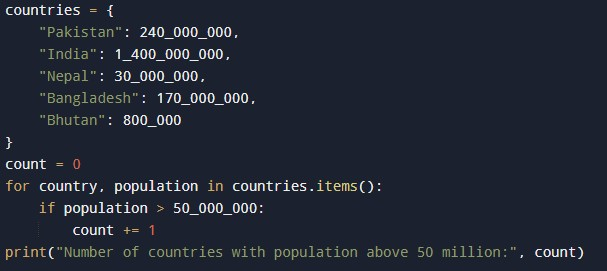 countries = {
    "Pakistan": 240_000_000,
    "India": 1_400_000_000,
    "Nepal": 30_000_000,
    "Bangladesh": 170_000_000,
    "Bhutan": 800_000
}
count = 0
for country, population in countries.items():
    if population > 50_000_000:
        count += 1
print("Number of countries with population above 50 million:", count)